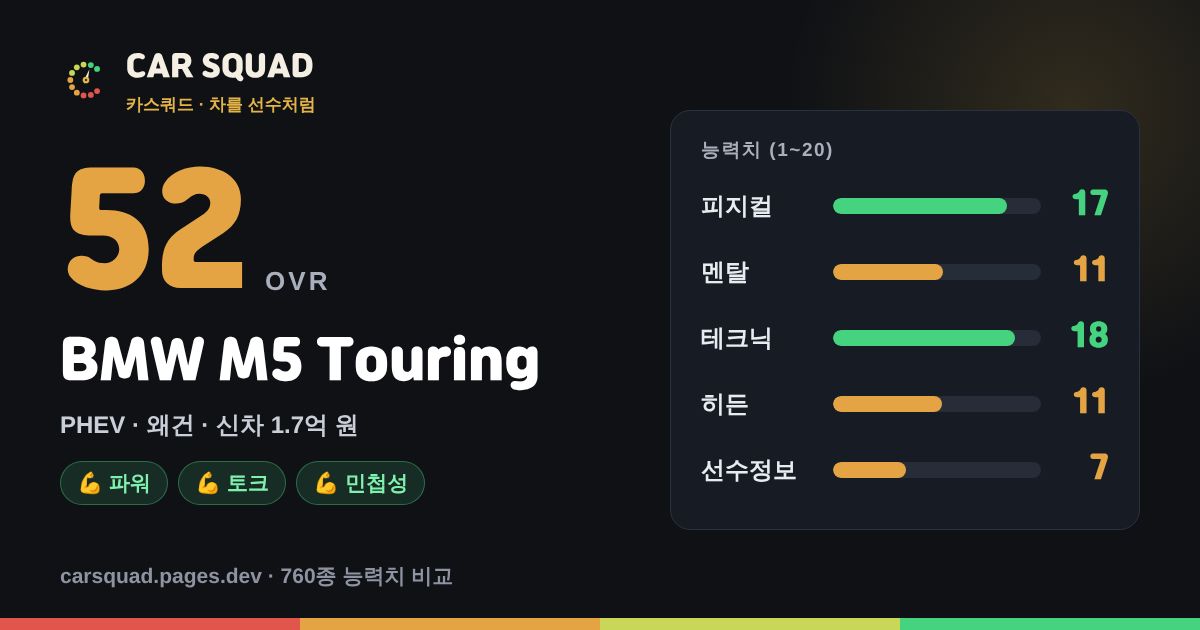 CAR SQUAD
카스쿼드 · 차를 선수처럼
52 OVR
BMW M5 Touring
PHEV · 왜건 · 신차 1.7억 원
💪 파워 💪 토크 💪 민첩성
carsquad.pages.dev · 760종 능력치 비교
능력치 (1~20)
피지컬 17
멘탈 11
테크닉 18
히든 11
선수정보 7